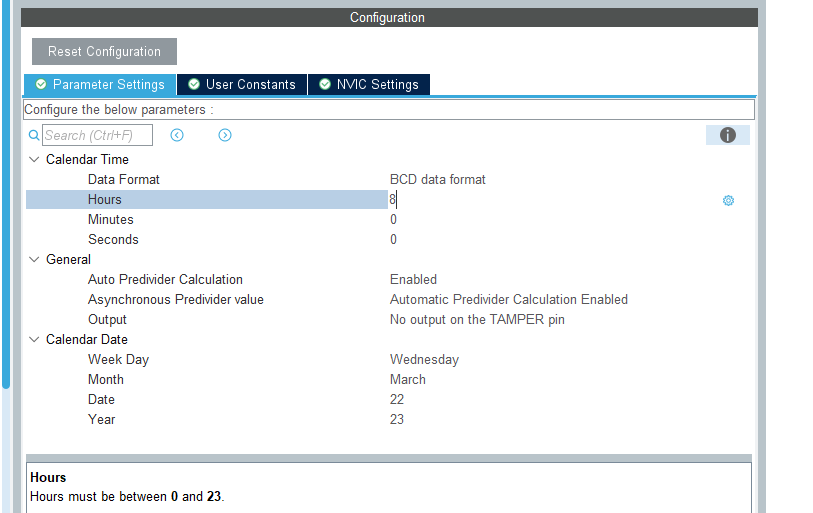 Configuration
Reset Configuration
Parameter Settings User Constants NVIC Settings
Configure the below parameters :
Search (Ctrl+F)
Calendar Time
Data Format BCD data format
Hours 8
Minutes 0
Seconds 0
General
Auto Predivider Calculation Enabled
Asynchronous Predivider value Automatic Predivider Calculation Enabled
Output No output on the TAMPER pin
Calendar Date
Week Day Wednesday
Month March
Date 22
Year 23
Hours
Hours must be between 0 and 23.